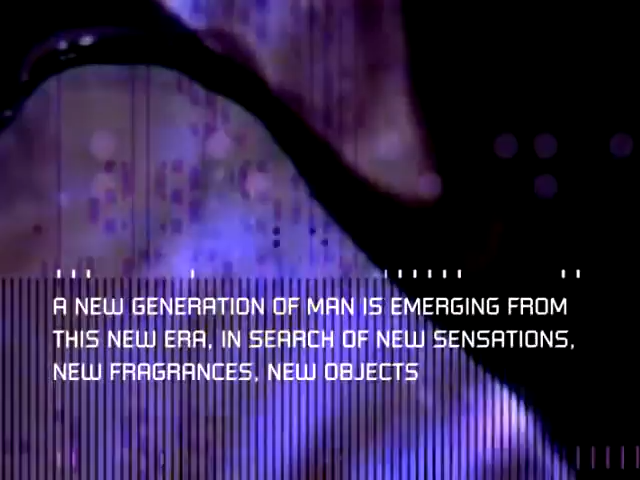 A NEW GENERATION OF MAN IS EMERGING FROM
THIS NEW ERA, IN SEARCH OF NEW SENSATIONS,
NEW FRAGRANCES, NEW OBJECTS